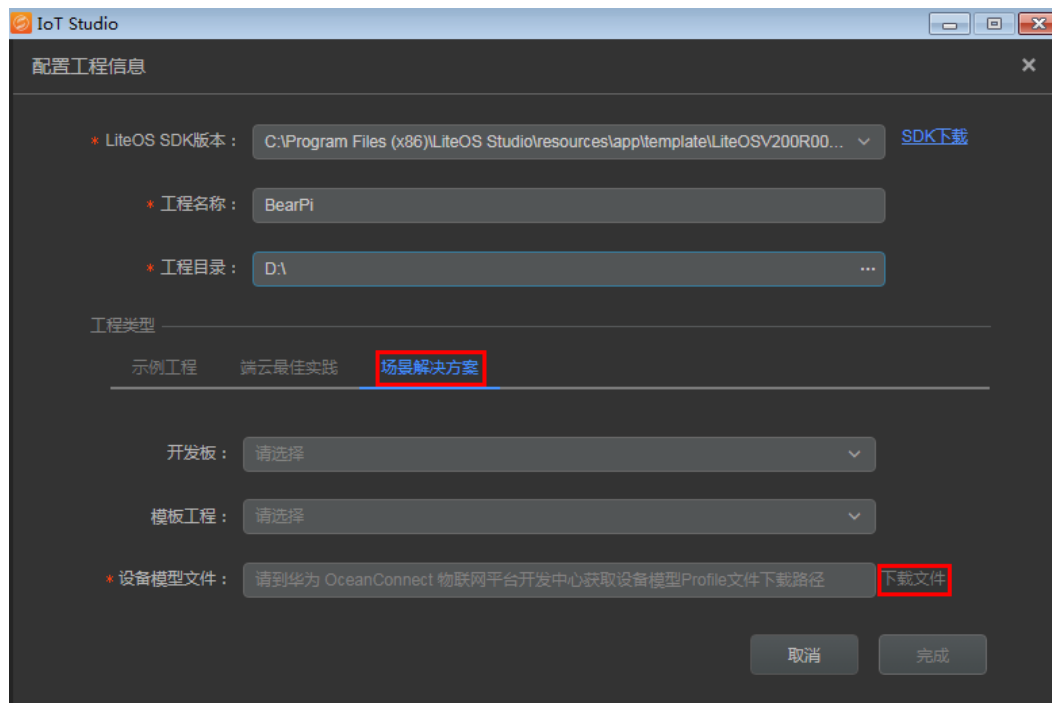 IoT Studio
配置工程信息
* LiteOS SDK版本： C:\Program Files (x86)\LiteOS Studio\resources\app\template\LiteOSV200R00... SDK下载
* 工程名称： BearPi
* 工程目录： D:\ ...
工程类型
示例工程 端云最佳实践 场景解决方案
开发板： 请选择
模板工程： 请选择
* 设备模型文件： 请到华为 OceanConnect 物联网平台开发中心获取设备模型Profile文件下载路径 下载文件
取消 完成